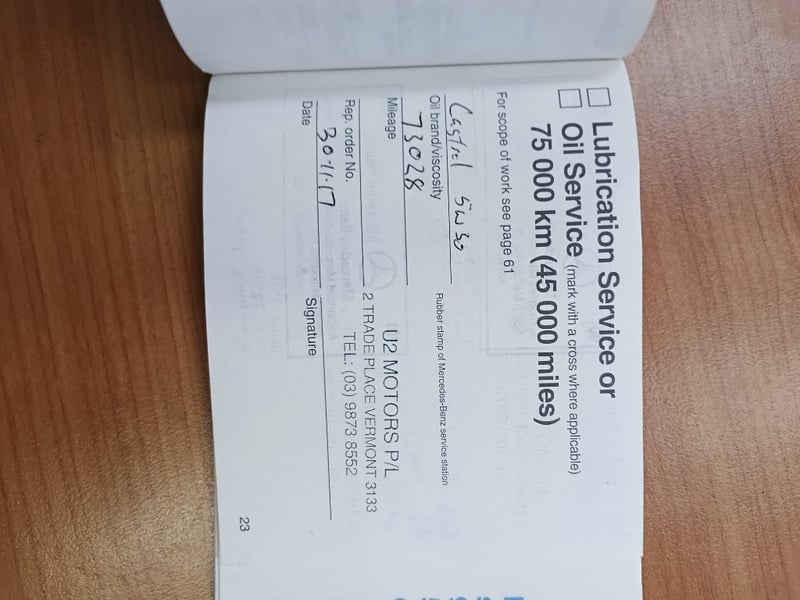 Lubrication Service or
Oil Service (mark with a cross where applicable)
75 000 km (45 000 miles)
For scope of work see page 61
Castrol 5W30
Oil brand/viscosity
Rubber stamp of Mercedes-Benz service station
73028
Mileage
U2 MOTORS P/L
2 TRADE PLACE VERMONT 3133
TEL: (03) 9873 8552
Rep. order No.
30.11.17
Date
Signature
23